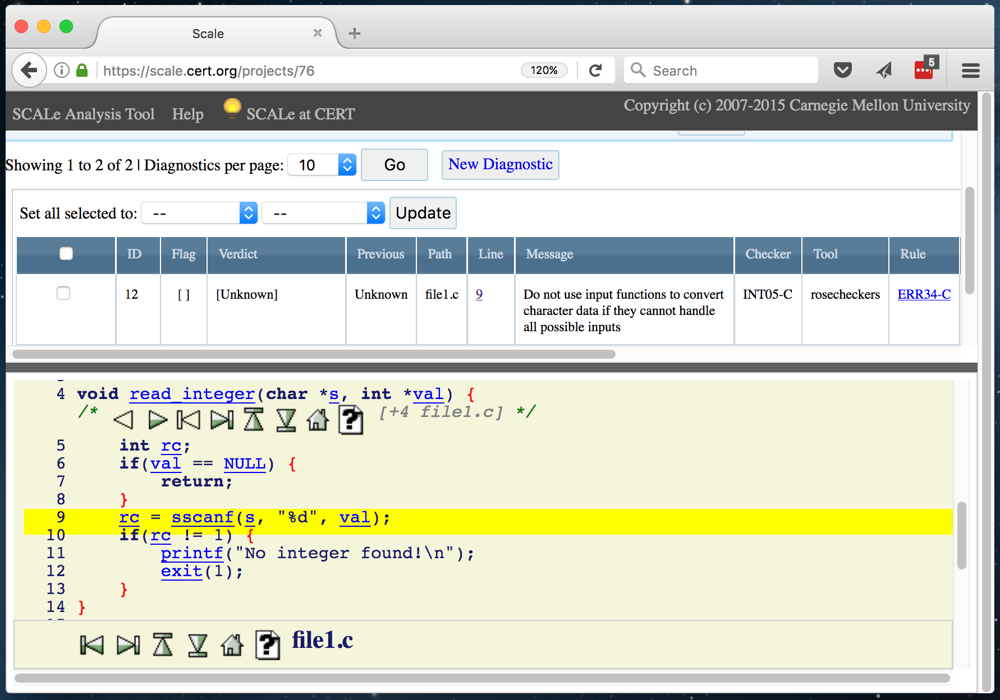 Scale
https://scale.cert.org/projects/76
120%
Search
5
SCALe Analysis Tool Help SCALe at CERT Copyright (c) 2007-2015 Carnegie Mellon University
Showing 1 to 2 of 2 | Diagnostics per page: 10 Go New Diagnostic
Set all selected to: -- -- Update
ID Flag Verdict Previous Path Line Message Checker Tool Rule
12 [ ] [Unknown] Unknown file1.c 9 Do not use input functions to convert INT05-C rosecheckers ERR34-C
character data if they cannot handle
all possible inputs
4 void read_integer(char *s, int *val) {
/* [+4 file1.c] */
5 int rc;
6 if(val == NULL) {
7 return;
8 }
9 rc = sscanf(s, "%d", val);
10 if(rc != 1) {
11 printf("No integer found!\n");
12 exit(1);
13 }
14 }
file1.c